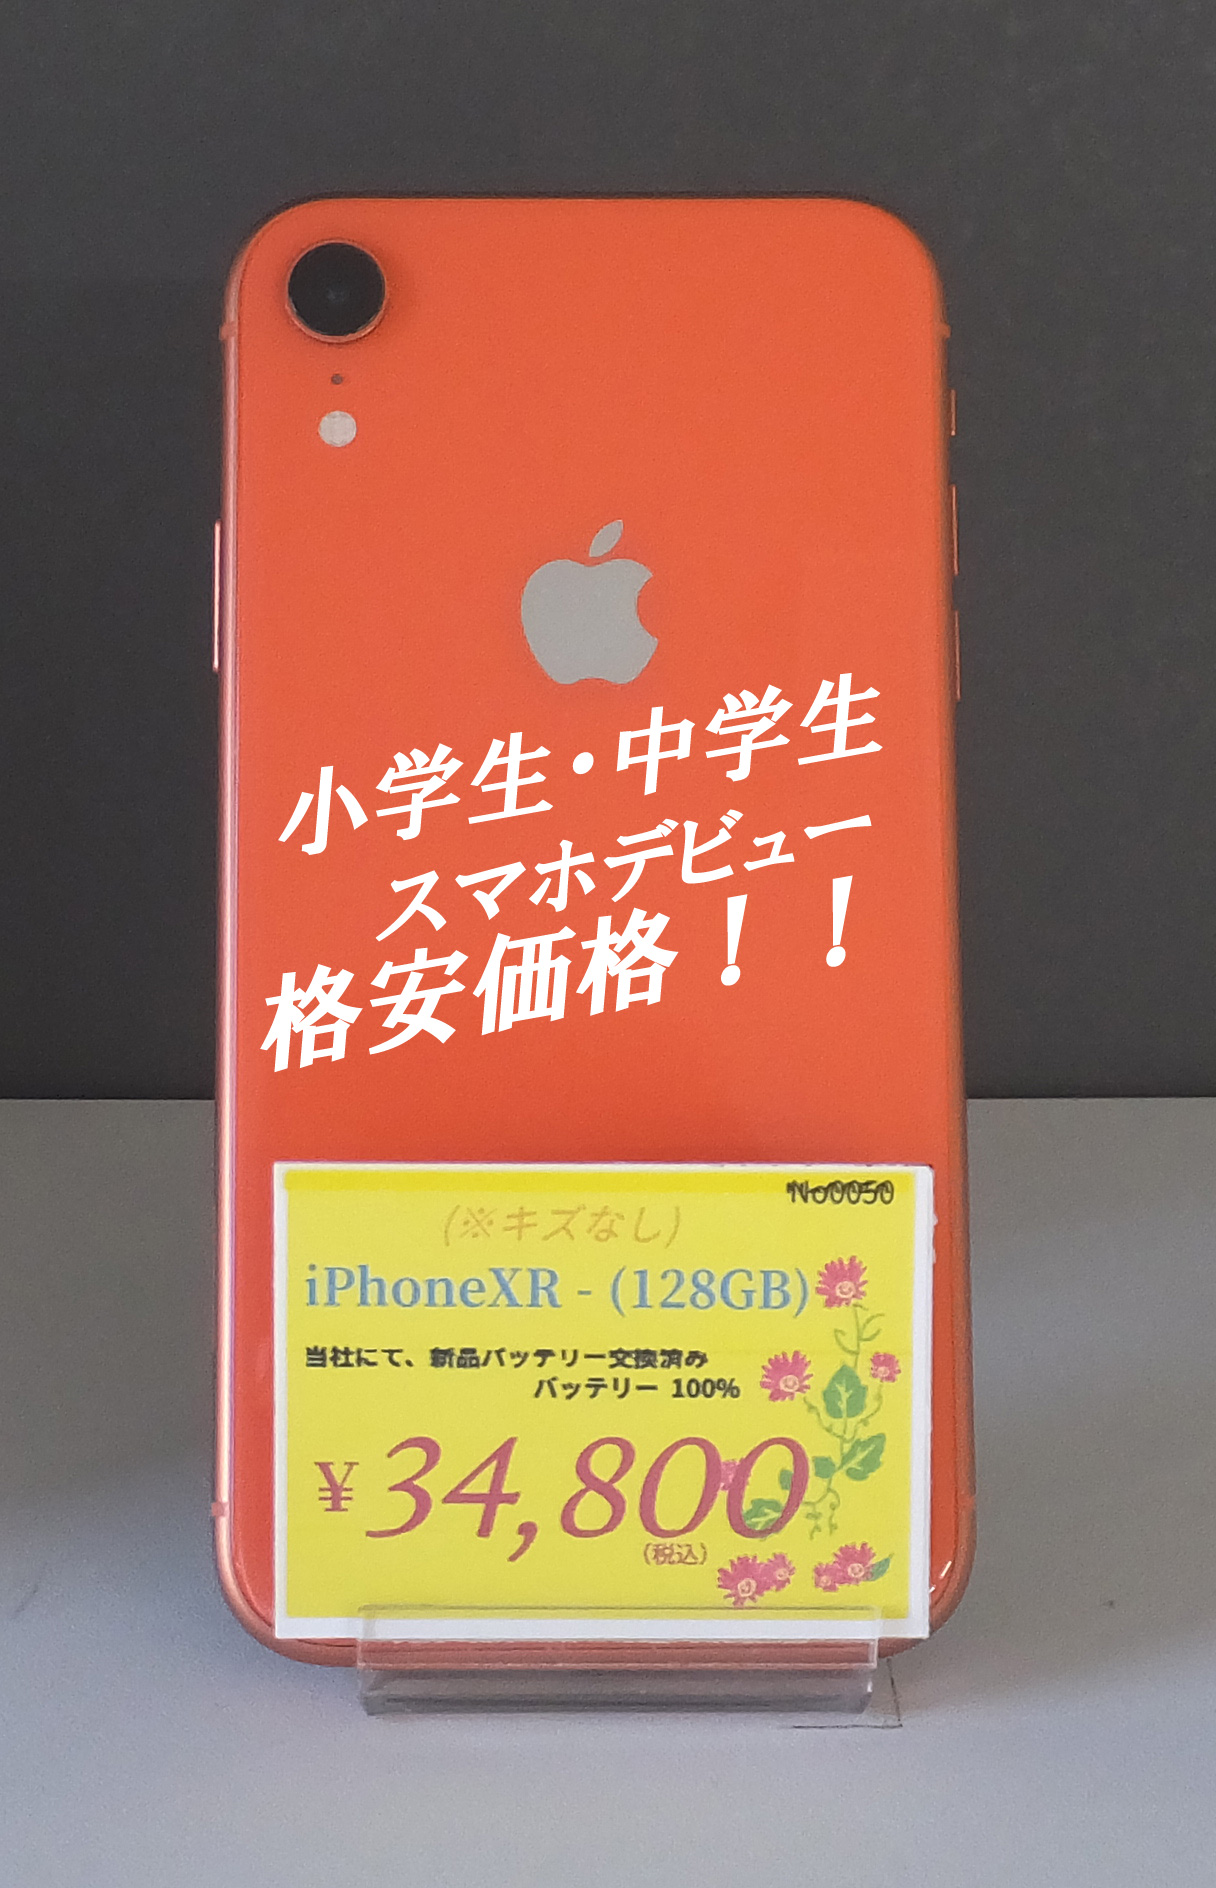 小学生・中学生
スマホデビュー
格安価格！！
No0050
(※キズなし)
iPhoneXR - (128GB)
当社にて、新品バッテリー交換済み
バッテリー 100%
¥34,800
(税込)